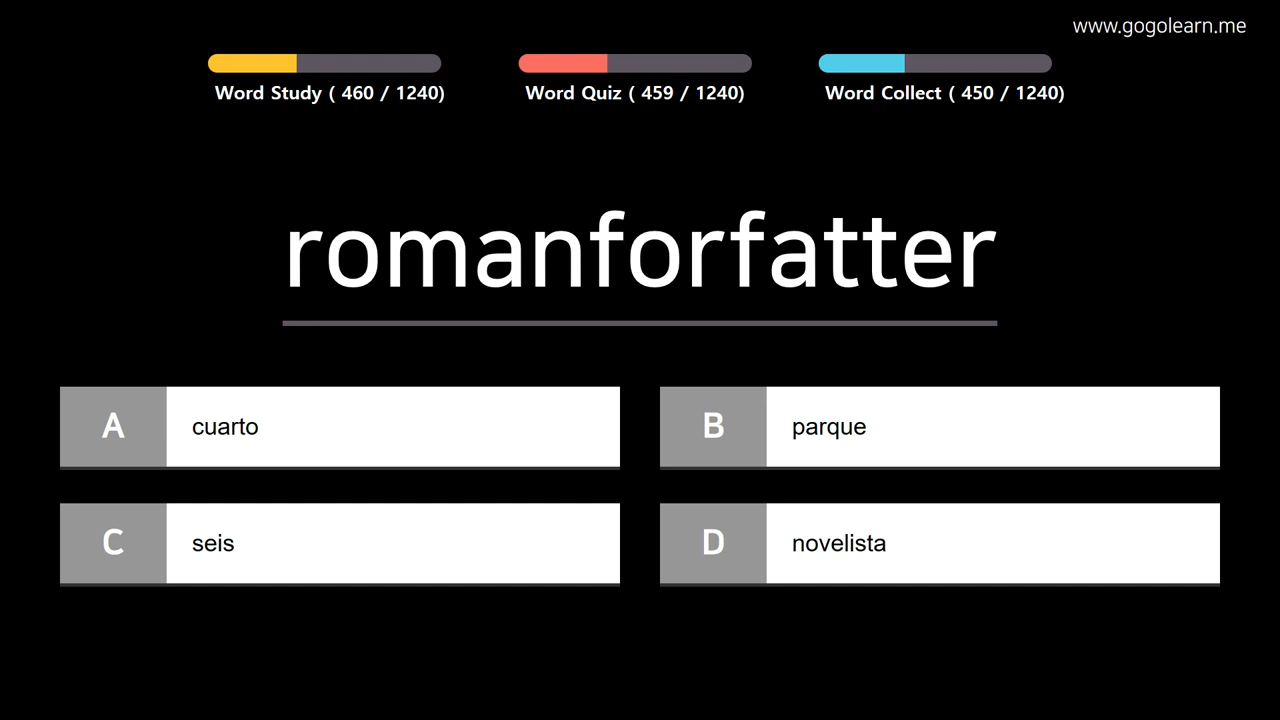 www.gogolearn.me
Word Study ( 460 / 1240)
Word Quiz ( 459 / 1240)
Word Collect ( 450 / 1240)
romanforfatter
A cuarto
B parque
C seis
D novelista